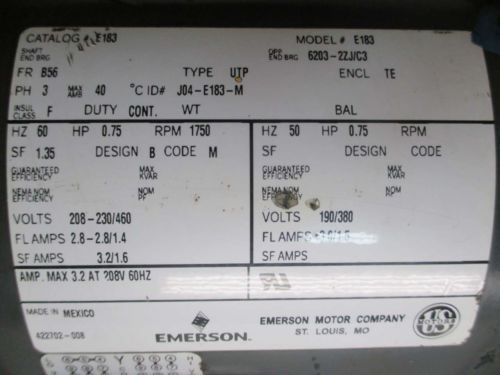 CATALOG # E183 MODEL # E183
SHAFT END BRG OPP END BRG 6203-2ZJ/C3
FR B56 TYPE UTP ENCL TE
PH 3 MAX AMB 40 °C ID# J04-E183-M
INSUL CLASS F DUTY CONT. WT BAL
HZ 60 HP 0.75 RPM 1750
SF 1.35 DESIGN B CODE M
GUARANTEED EFFICIENCY MAX KVAR
NEMA NOM EFFICIENCY NOM PF
VOLTS 208-230/460
FL AMPS 2.8-2.8/1.4
SF AMPS 3.2/1.6
AMP. MAX 3.2 AT 208V 60HZ
HZ 50 HP 0.75 RPM
SF DESIGN CODE
GUARANTEED EFFICIENCY MAX KVAR
NEMA NOM EFFICIENCY NOM PF
VOLTS 190/380
FL AMPS
SF AMPS
MADE IN MEXICO
422702-008
EMERSON
EMERSON MOTOR COMPANY
ST. LOUIS, MO
US
MOTORS